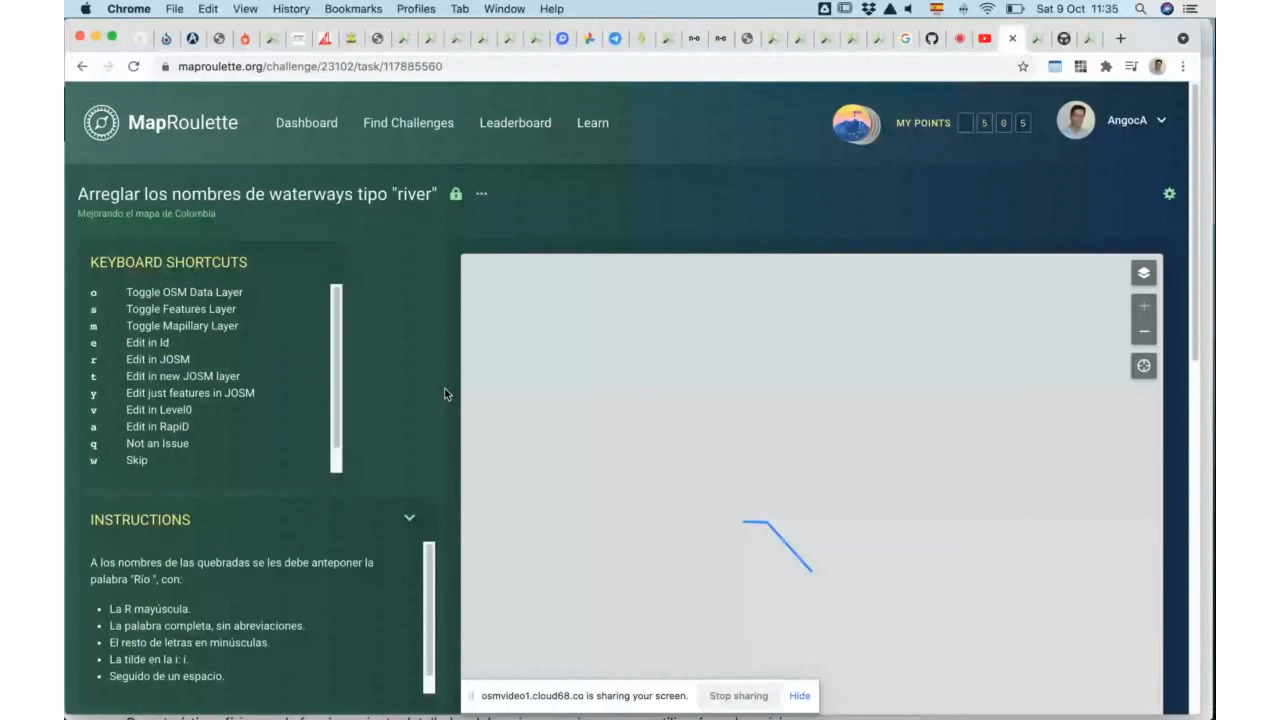 Chrome File Edit View History Bookmarks Profiles Tab Window Help Sat 9 Oct 11:35
maproulette.org/challenge/23102/task/117885560
MapRoulette Dashboard Find Challenges Leaderboard Learn MY POINTS 5 0 5 AngocA
Arreglar los nombres de waterways tipo "river"
Mejorando el mapa de Colombia
KEYBOARD SHORTCUTS
o Toggle OSM Data Layer
s Toggle Features Layer
m Toggle Mapillary Layer
e Edit in Id
r Edit in JOSM
t Edit in new JOSM layer
y Edit just features in JOSM
v Edit in Level0
a Edit in RapiD
q Not an Issue
w Skip
INSTRUCTIONS
A los nombres de las quebradas se les debe anteponer la
palabra "Río ", con:
La R mayúscula.
La palabra completa, sin abreviaciones.
El resto de letras en minúsculas.
La tilde en la i: í.
Seguido de un espacio.
osmvideo1.cloud68.co is sharing your screen. Stop sharing Hide